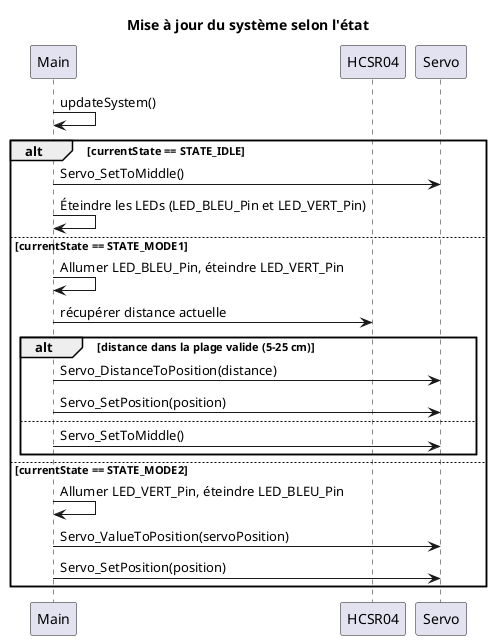 Mise à jour du système selon l'état
Main HCSR04 Servo
updateSystem()
alt [currentState == STATE_IDLE]
Servo_SetToMiddle()
Éteindre les LEDs (LED_BLEU_Pin et LED_VERT_Pin)
[currentState == STATE_MODE1]
Allumer LED_BLEU_Pin, éteindre LED_VERT_Pin
récupérer distance actuelle
alt [distance dans la plage valide (5-25 cm)]
Servo_DistanceToPosition(distance)
Servo_SetPosition(position)
Servo_SetToMiddle()
[currentState == STATE_MODE2]
Allumer LED_VERT_Pin, éteindre LED_BLEU_Pin
Servo_ValueToPosition(servoPosition)
Servo_SetPosition(position)
Main HCSR04 Servo